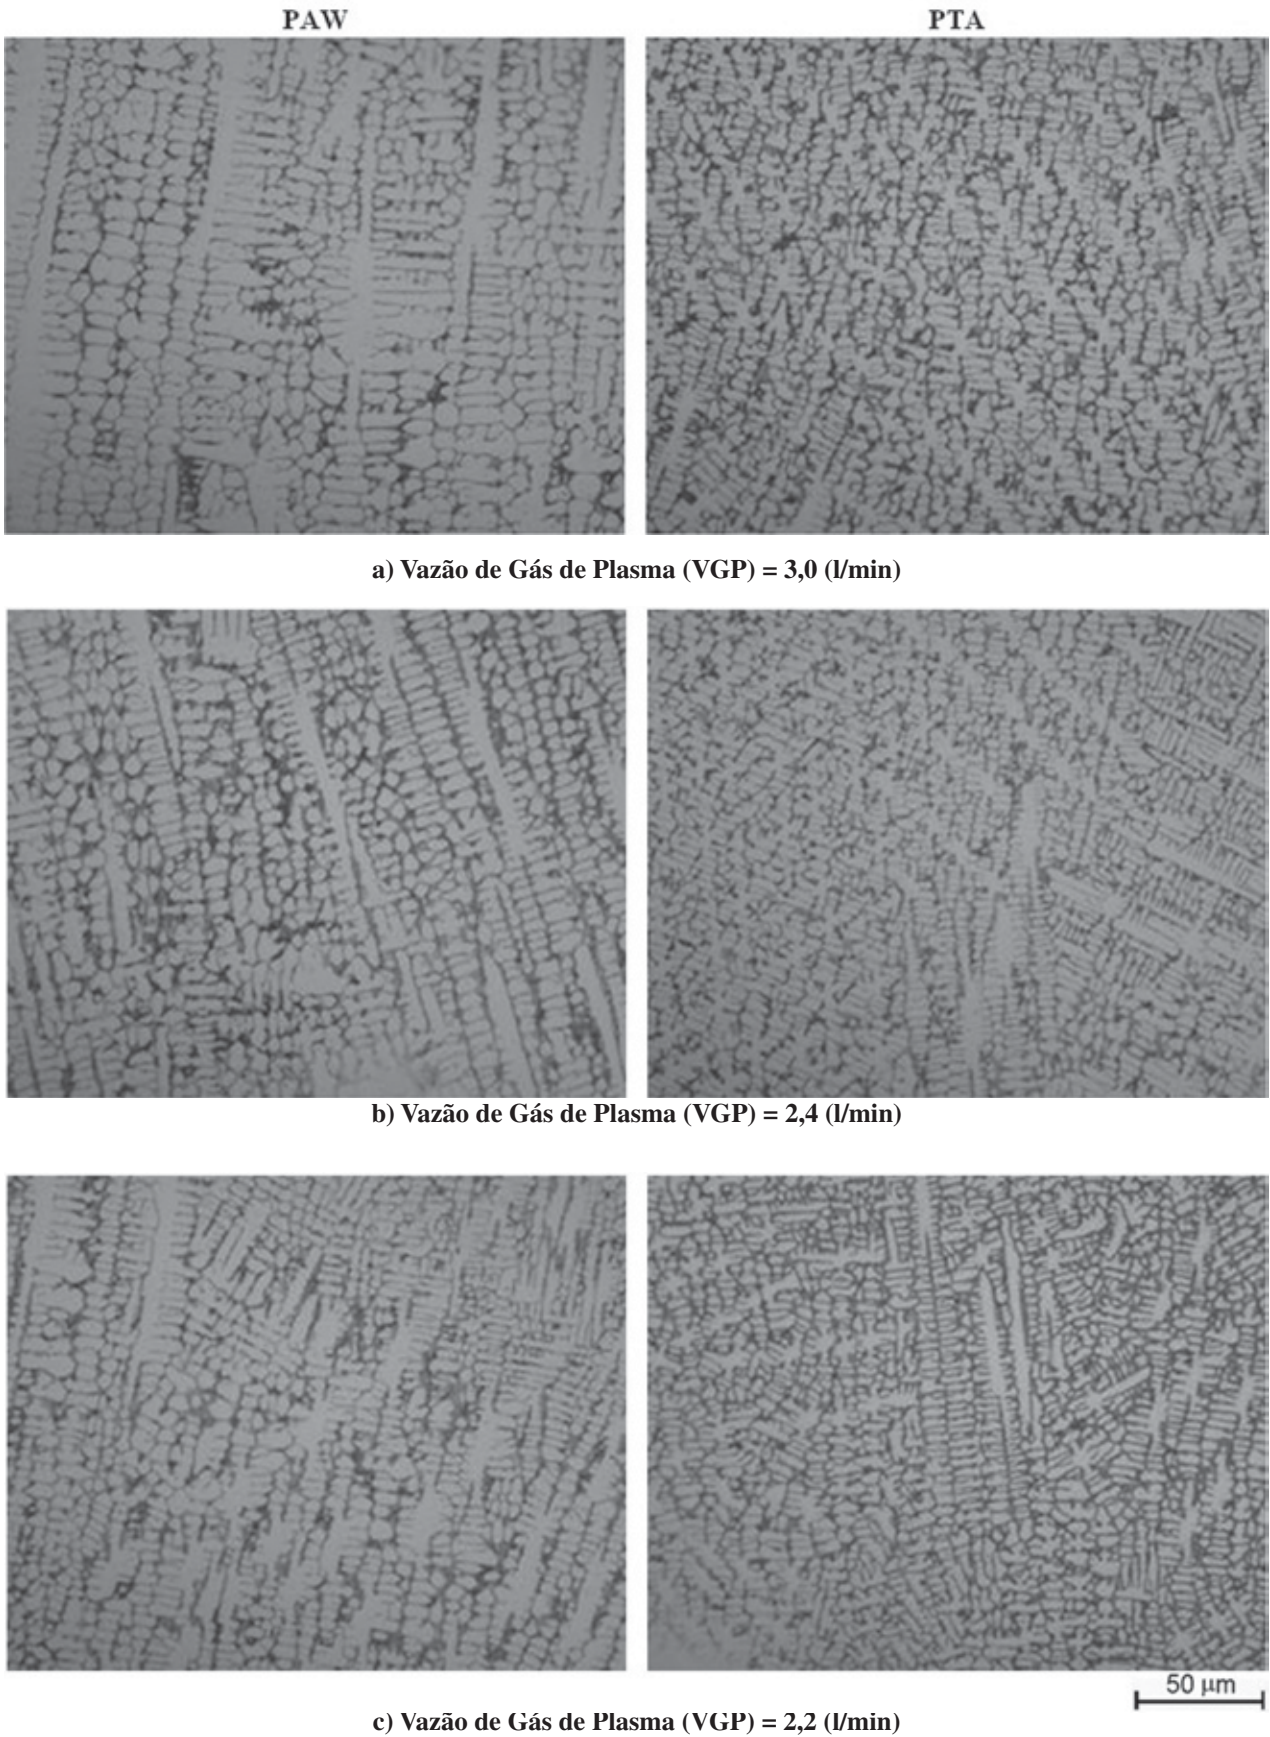 PAW PTA
a) Vazão de Gás de Plasma (VGP) = 3,0 (l/min)
b) Vazão de Gás de Plasma (VGP) = 2,4 (l/min)
50 µm
c) Vazão de Gás de Plasma (VGP) = 2,2 (l/min)